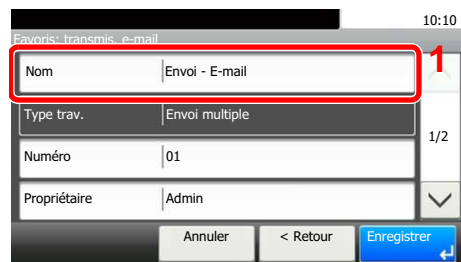 10:10
Favoris: transmis. e-mail
1
Nom Envoi - E-mail
Type trav. Envoi multiple
1/2
Numéro 01
Propriétaire Admin
Annuler < Retour Enregistrer